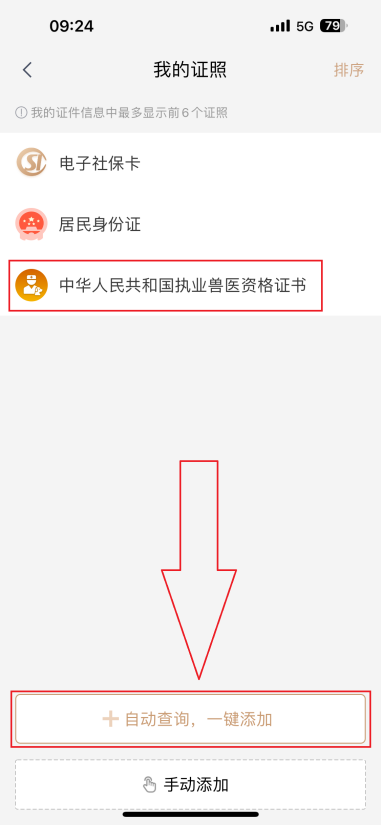 09:24
5G
79
我的证照
排序
我的证件信息中最多显示前6个证照
电子社保卡
居民身份证
中华人民共和国执业兽医资格证书
自动查询，一键添加
手动添加